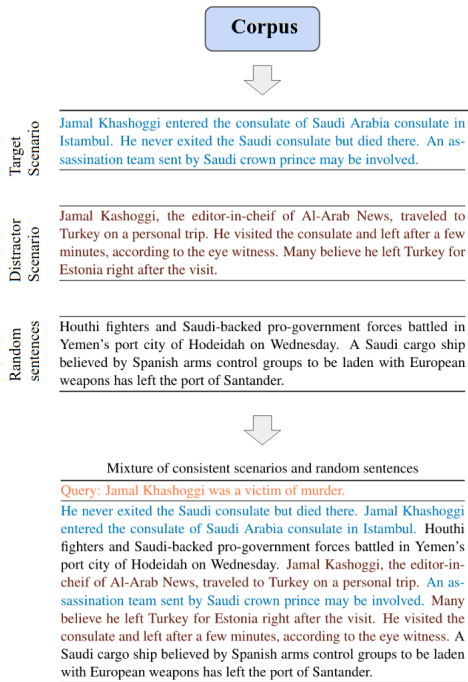 Corpus
Target
Scenario
Jamal Khashoggi entered the consulate of Saudi Arabia consulate in
Istambul. He never exited the Saudi consulate but died there. An as-
sassination team sent by Saudi crown prince may be involved.
Distractor
Scenario
Jamal Kashoggi, the editor-in-cheif of Al-Arab News, traveled to
Turkey on a personal trip. He visited the consulate and left after a few
minutes, according to the eye witness. Many believe he left Turkey for
Estonia right after the visit.
Random
sentences
Houthi fighters and Saudi-backed pro-government forces battled in
Yemen's port city of Hodeidah on Wednesday. A Saudi cargo ship
believed by Spanish arms control groups to be laden with European
weapons has left the port of Santander.
Mixture of consistent scenarios and random sentences
Query: Jamal Khashoggi was a victim of murder.
He never exited the Saudi consulate but died there. Jamal Khashoggi
entered the consulate of Saudi Arabia consulate in Istambul. Houthi
fighters and Saudi-backed pro-government forces battled in Yemen's
port city of Hodeidah on Wednesday. Jamal Kashoggi, the editor-in-
cheif of Al-Arab News, traveled to Turkey on a personal trip. An as-
sassination team sent by Saudi crown prince may be involved. Many
believe he left Turkey for Estonia right after the visit. He visited the
consulate and left after a few minutes, according to the eye witness. A
Saudi cargo ship believed by Spanish arms control groups to be laden
with European weapons has left the port of Santander.